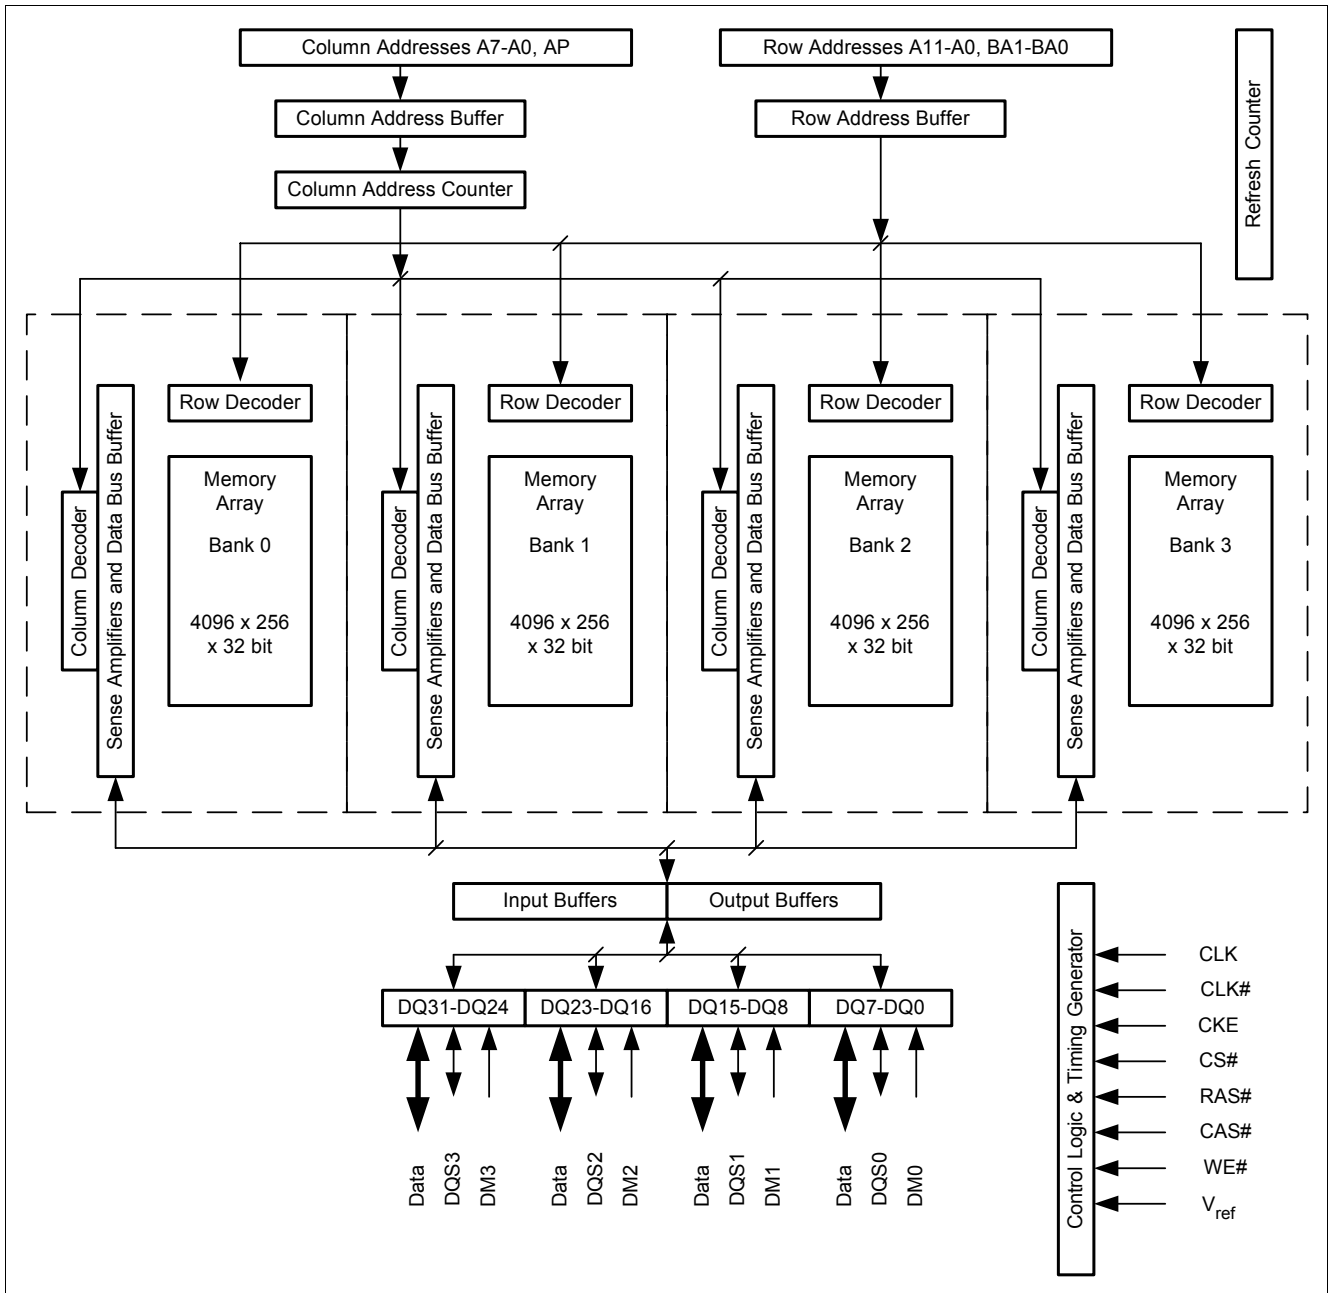 Column Addresses A7-A0, AP
Row Addresses A11-A0, BA1-BA0
Column Address Buffer
Row Address Buffer
Column Address Counter
Refresh Counter
Row Decoder
Row Decoder
Row Decoder
Row Decoder
Column Decoder
Sense Amplifiers and Data Bus Buffer
Memory
Array
Bank 0
4096 x 256
x 32 bit
Column Decoder
Sense Amplifiers and Data Bus Buffer
Memory
Array
Bank 1
4096 x 256
x 32 bit
Column Decoder
Sense Amplifiers and Data Bus Buffer
Memory
Array
Bank 2
4096 x 256
x 32 bit
Column Decoder
Sense Amplifiers and Data Bus Buffer
Memory
Array
Bank 3
4096 x 256
x 32 bit
Input Buffers
Output Buffers
DQ31-DQ24
DQ23-DQ16
DQ15-DQ8
DQ7-DQ0
Data
DQS3
DM3
Data
DQS2
DM2
Data
DQS1
DM1
Data
DQS0
DM0
Control Logic & Timing Generator
CLK
CLK#
CKE
CS#
RAS#
CAS#
WE#
Vref